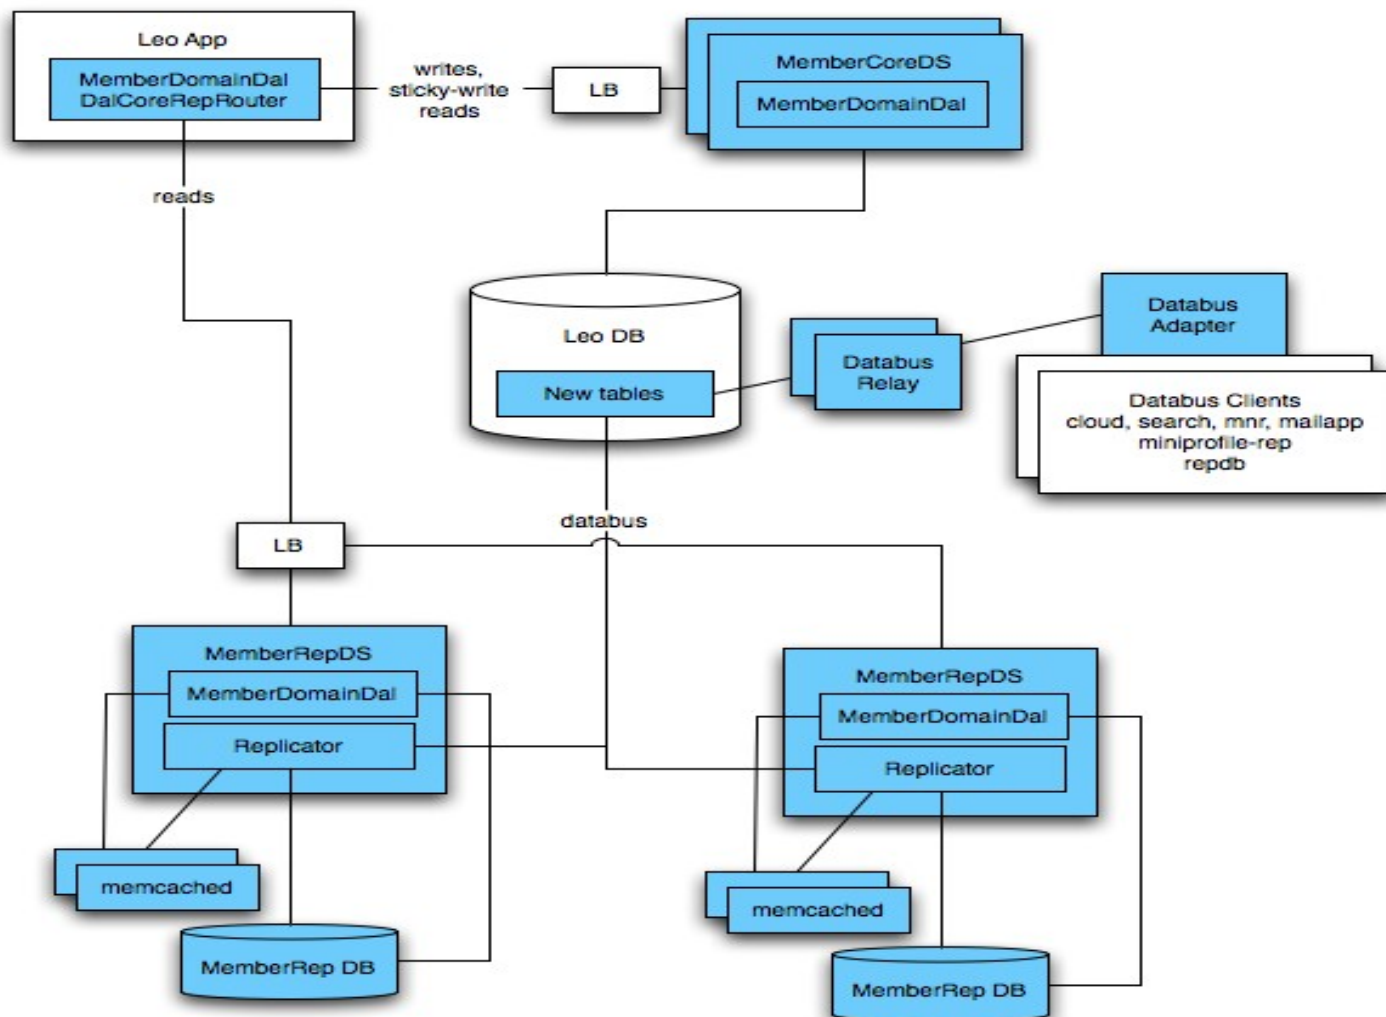 Leo App
MemberDomainDal
DalCoreRepRouter
writes,
sticky-write
reads
LB
MemberCoreDS
MemberDomainDal
reads
Leo DB
New tables
Databus
Relay
Databus
Adapter
Databus Clients
cloud, search, mnr, mailapp
miniprofile-rep
repdb
databus
LB
MemberRepDS
MemberDomainDal
Replicator
memcached
MemberRep DB
MemberRepDS
MemberDomainDal
Replicator
memcached
MemberRep DB